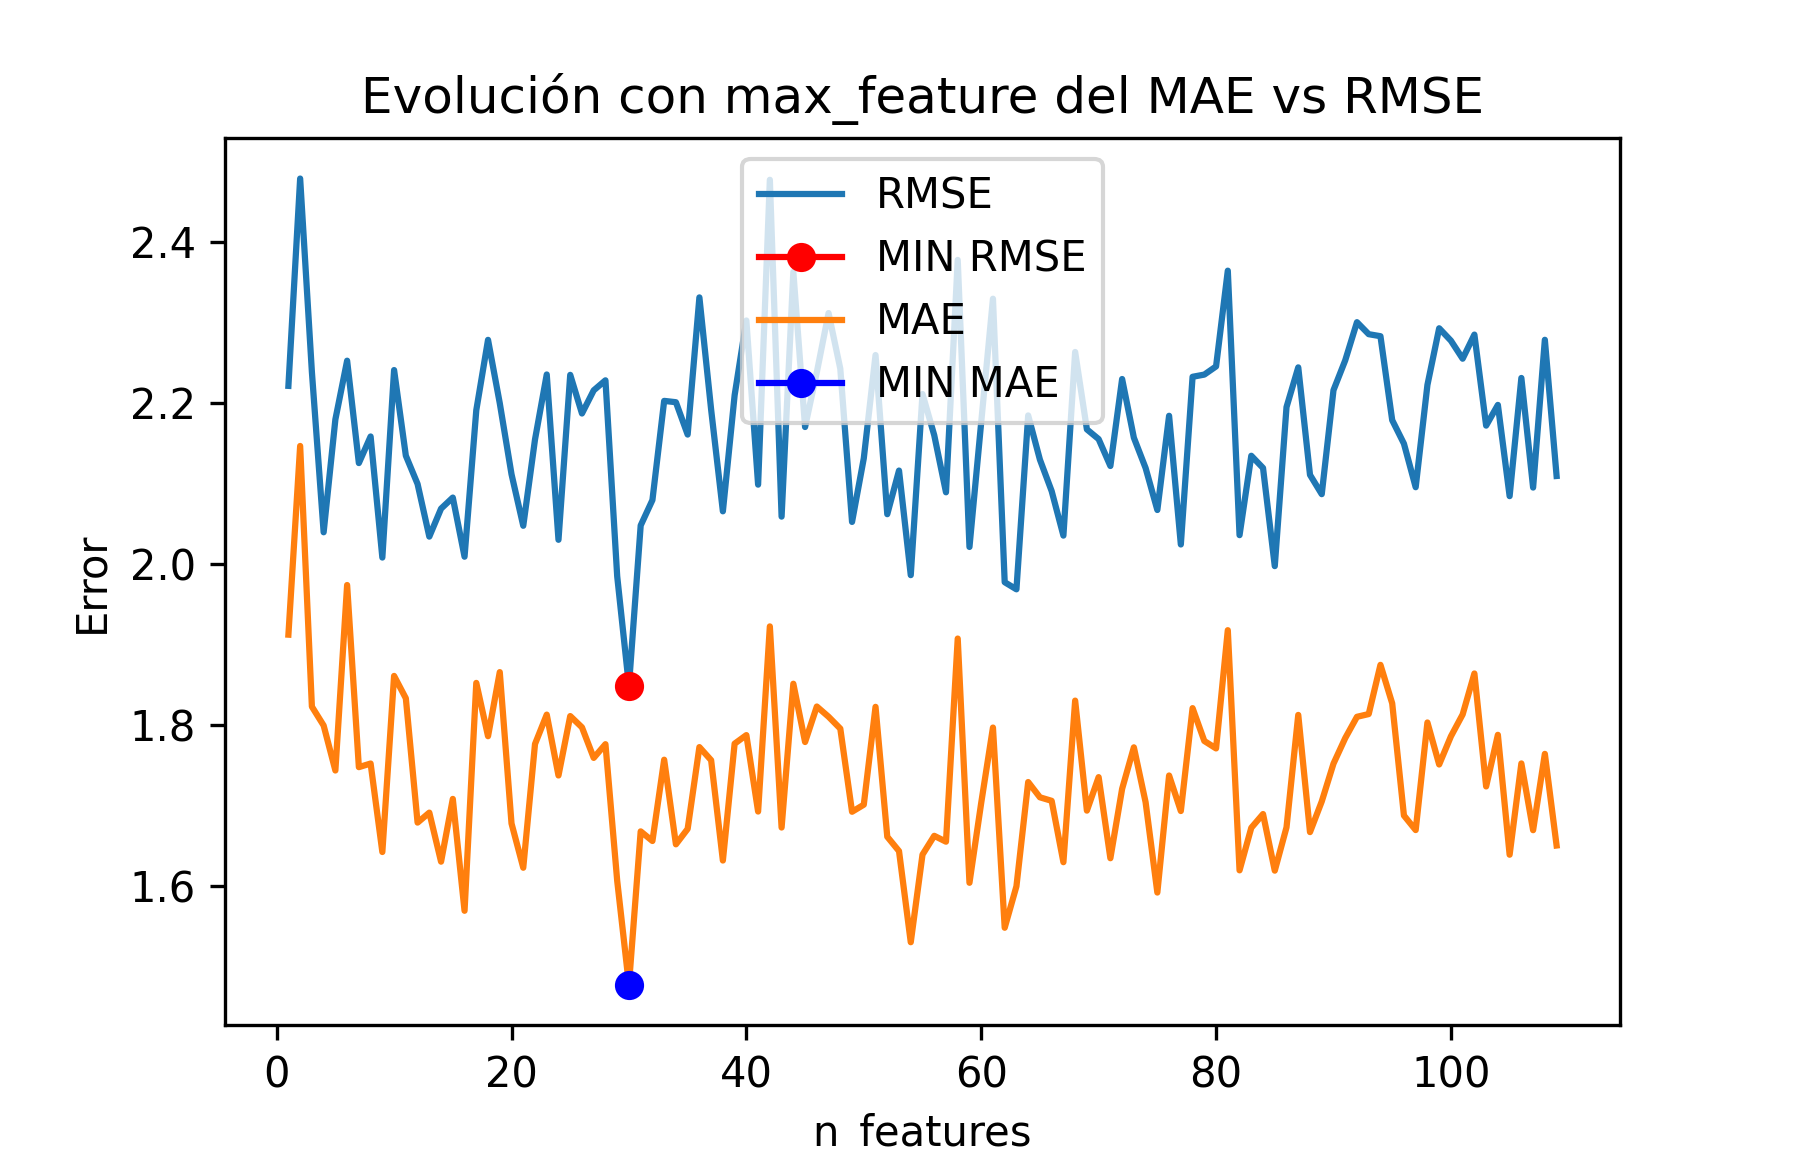 Evolución con max_feature del MAE vs RMSE
RMSE
MIN RMSE
MAE
MIN MAE
Error
2.4
2.2
2.0
1.8
1.6
0 20 40 60 80 100
n_features